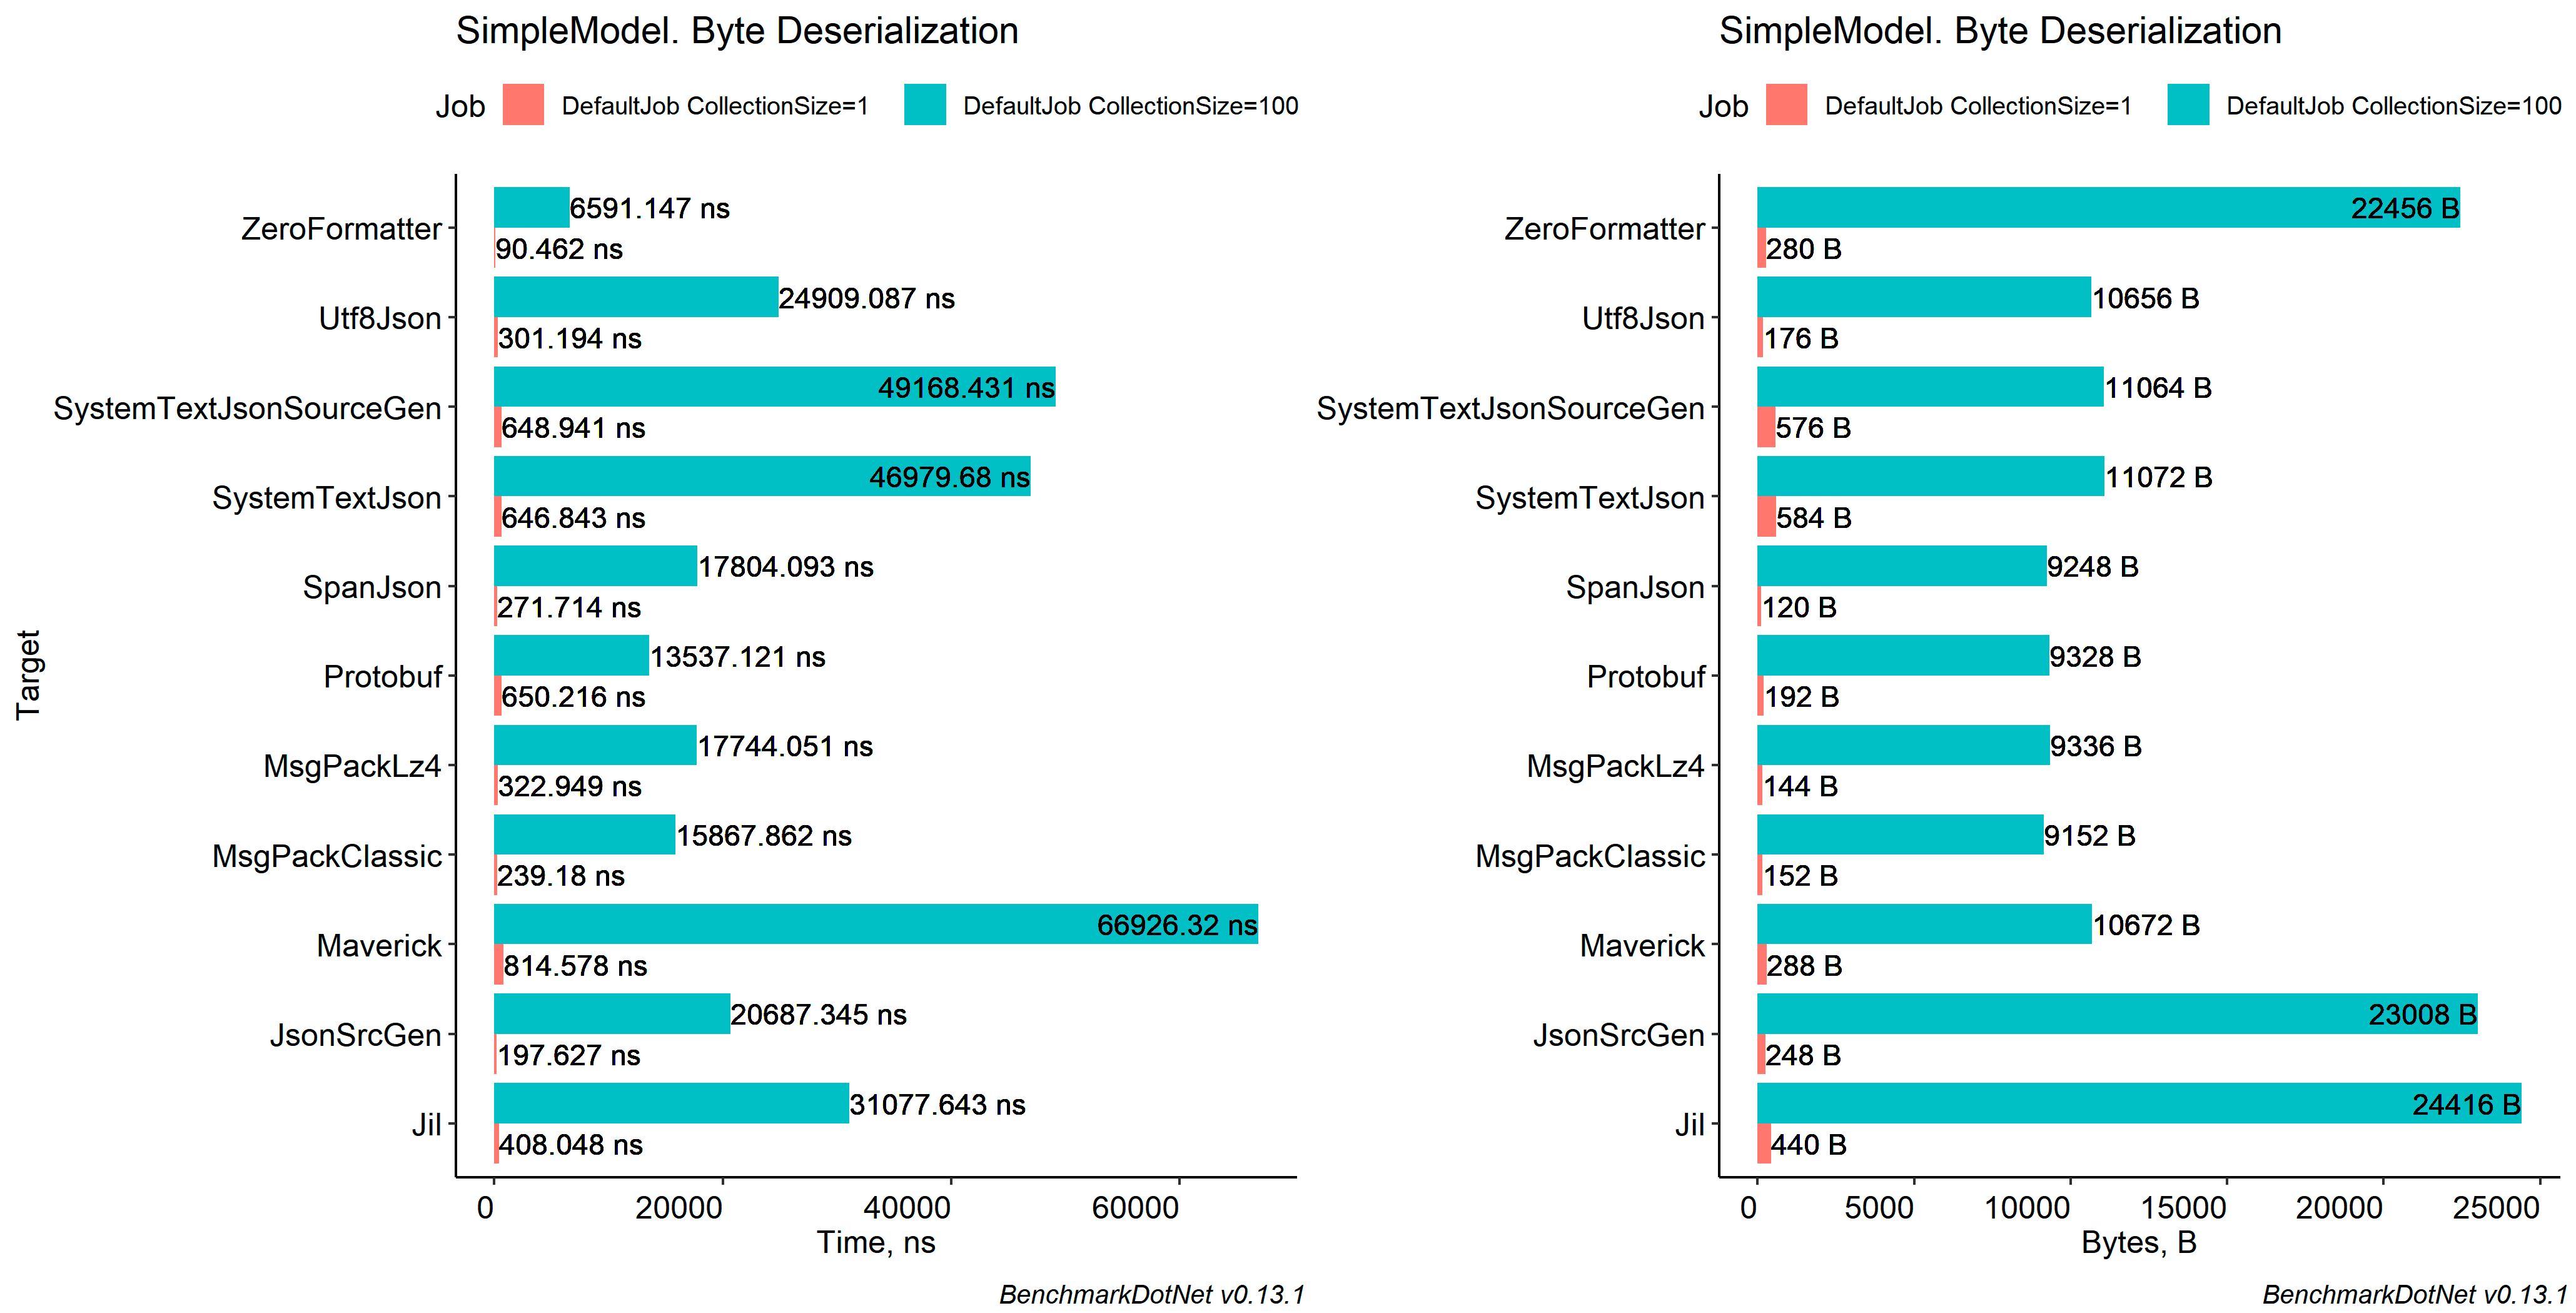 SimpleModel. Byte Deserialization
Job DefaultJob CollectionSize=1 DefaultJob CollectionSize=100
Target
ZeroFormatter
6591.147 ns
90.462 ns
Utf8Json
24909.087 ns
301.194 ns
SystemTextJsonSourceGen
49168.431 ns
648.941 ns
SystemTextJson
46979.68 ns
646.843 ns
SpanJson
17804.093 ns
271.714 ns
Protobuf
13537.121 ns
650.216 ns
MsgPackLz4
17744.051 ns
322.949 ns
MsgPackClassic
15867.862 ns
239.18 ns
Maverick
66926.32 ns
814.578 ns
JsonSrcGen
20687.345 ns
197.627 ns
Jil
31077.643 ns
408.048 ns
0 20000 40000 60000
Time, ns
BenchmarkDotNet v0.13.1
SimpleModel. Byte Deserialization
Job DefaultJob CollectionSize=1 DefaultJob CollectionSize=100
ZeroFormatter
22456 B
280 B
Utf8Json
10656 B
176 B
SystemTextJsonSourceGen
11064 B
576 B
SystemTextJson
11072 B
584 B
SpanJson
9248 B
120 B
Protobuf
9328 B
192 B
MsgPackLz4
9336 B
144 B
MsgPackClassic
9152 B
152 B
Maverick
10672 B
288 B
JsonSrcGen
23008 B
248 B
Jil
24416 B
440 B
0 5000 10000 15000 20000 25000
Bytes, B
BenchmarkDotNet v0.13.1